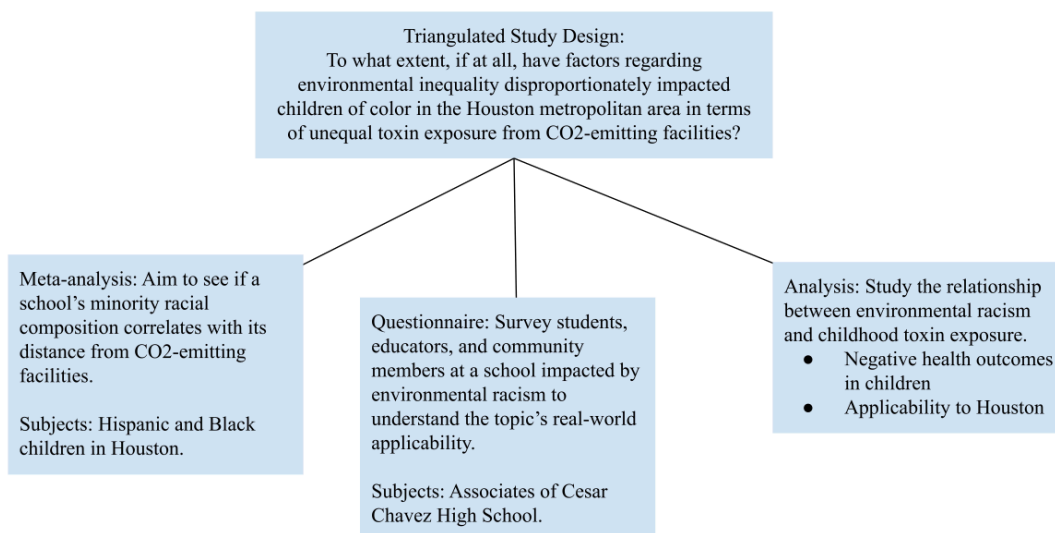 Triangulated Study Design:
To what extent, if at all, have factors regarding
environmental inequality disproportionately impacted
children of color in the Houston metropolitan area in terms
of unequal toxin exposure from CO2-emitting facilities?
Meta-analysis: Aim to see if a
school's minority racial
composition correlates with its
distance from CO2-emitting
facilities.
Subjects: Hispanic and Black
children in Houston.
Questionnaire: Survey students,
educators, and community
members at a school impacted by
environmental racism to
understand the topic's real-world
applicability.
Subjects: Associates of Cesar
Chavez High School.
Analysis: Study the relationship
between environmental racism
and childhood toxin exposure.
● Negative health outcomes
in children
● Applicability to Houston